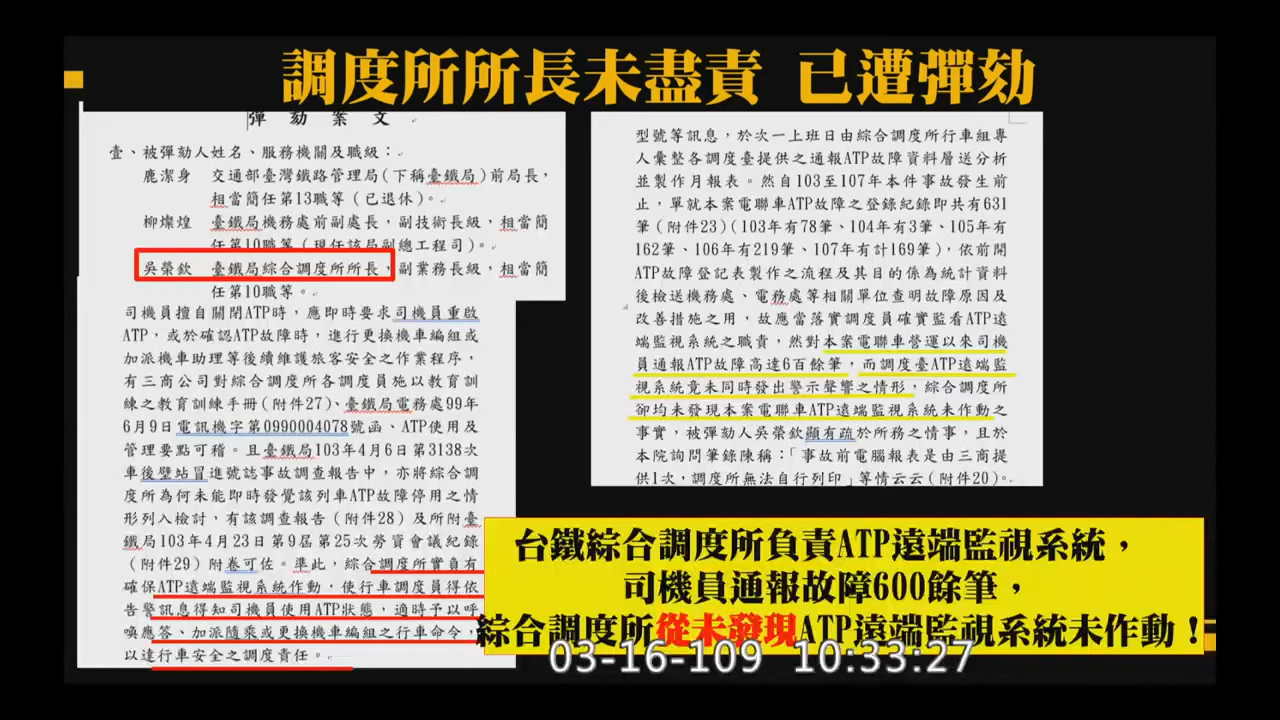 調度所所長未盡責 已遭彈劾
彈劾案文
壹、被彈劾人姓名、服務機關及職級：
鹿潔身 交通部臺灣鐵路管理局(下稱臺鐵局)前局長，
相當簡任第13職等（已退休）。
柳燦煌 臺鐵局機務處前副處長，副技術長級，相當簡
任第10職等（現任該局副總工程司）。
吳榮欽 臺鐵局綜合調度所所長，副業務長級，相當簡
任第10職等。
司機員擅自關閉ATP時，應即時要求司機員重啟
ATP，或於確認ATP故障時，進行更換機車編組或
加派機車助理等後續維護旅客安全之作業程序，
有三商公司對綜合調度所各調度員施以教育訓
練之教育訓練手冊(附件27)、臺鐵局電務處99年
6月9日電訊機字第0990004078號函、ATP使用及
管理要點可稽。且臺鐵局103年4月6日第3138次
車後壁站冒進號誌事故調查報告中，亦將綜合調
度所為何未能即時發覺該列車ATP故障停用之情
形列入檢討，有該調查報告（附件28）及所附臺
鐵局103年4月23日第9屆第25次勞資會議紀錄
（附件29）附卷可佐。準此，綜合調度所實負有
確保ATP遠端監視系統作動，使行車調度員得依
告警訊息得知司機員使用ATP狀態，適時予以呼
喚應答、加派隨乘或更換機車編組之行車命令，
以達行車安全之調度責任。
型號等訊息，於次一上班日由綜合調度所行車組專
人彙整各調度臺提供之通報ATP故障資料層送分析
並製作月報表。然自103至107年本件事故發生前
止，單就本案電聯車ATP故障之登錄紀錄即共有631
筆(附件23)(103年有78筆、104年有3筆、105年有
162筆、106年有219筆、107年有計169筆)，依前開
ATP故障登記表製作之流程及其目的係為統計資料
後檢送機務處、電務處等相關單位查明故障原因及
改善措施之用，故應當落實調度員確實監看ATP遠
端監視系統之職責，然對本案電聯車營運以來司機
員通報ATP故障高達6百餘筆，而調度臺ATP遠端監
視系統竟未同時發出警示聲響之情形，綜合調度所
卻均未發現本案電聯車ATP遠端監視系統未作動之
事實，被彈劾人吳榮欽顯有疏於所務之情事，且於
本院詢問筆錄陳稱：「事故前電腦報表是由三商提
供1次，調度所無法自行列印」等情云云(附件20)。
台鐵綜合調度所負責ATP遠端監視系統，
司機員通報故障600餘筆，
綜合調度所從未發現ATP遠端監視系統未作動！
03-16-109 10:33:27